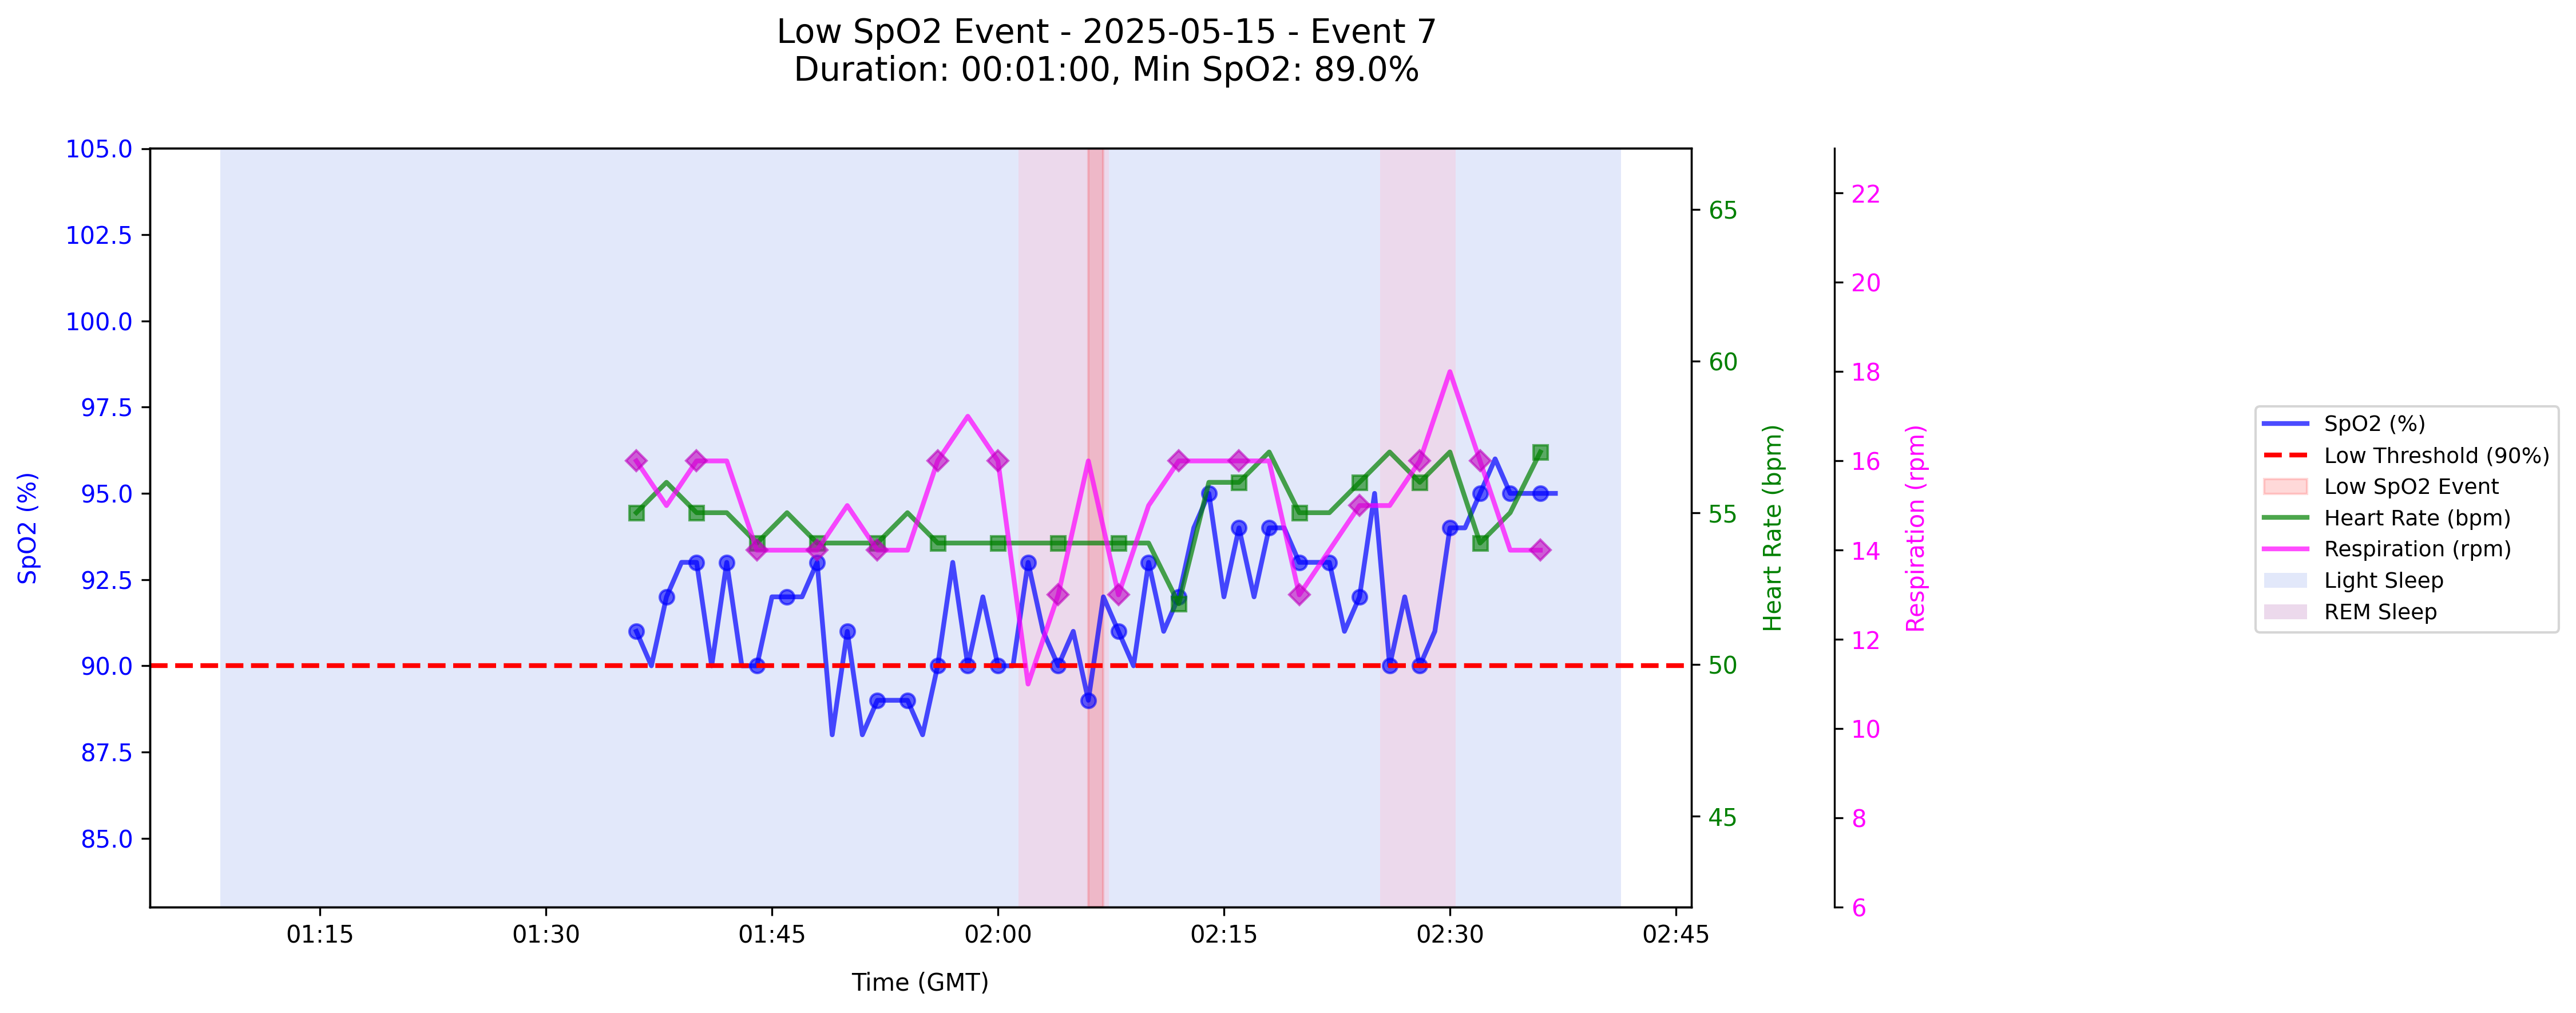 Low SpO2 Event - 2025-05-15 - Event 7
Duration: 00:01:00, Min SpO2: 89.0%
105.0
102.5
100.0
97.5
95.0
92.5
90.0
87.5
85.0
SpO2 (%)
01:15
01:30
01:45
02:00
02:15
02:30
02:45
Time (GMT)
65
60
55
50
45
Heart Rate (bpm)
22
20
18
16
14
12
10
8
6
Respiration (rpm)
SpO2 (%)
Low Threshold (90%)
Low SpO2 Event
Heart Rate (bpm)
Respiration (rpm)
Light Sleep
REM Sleep